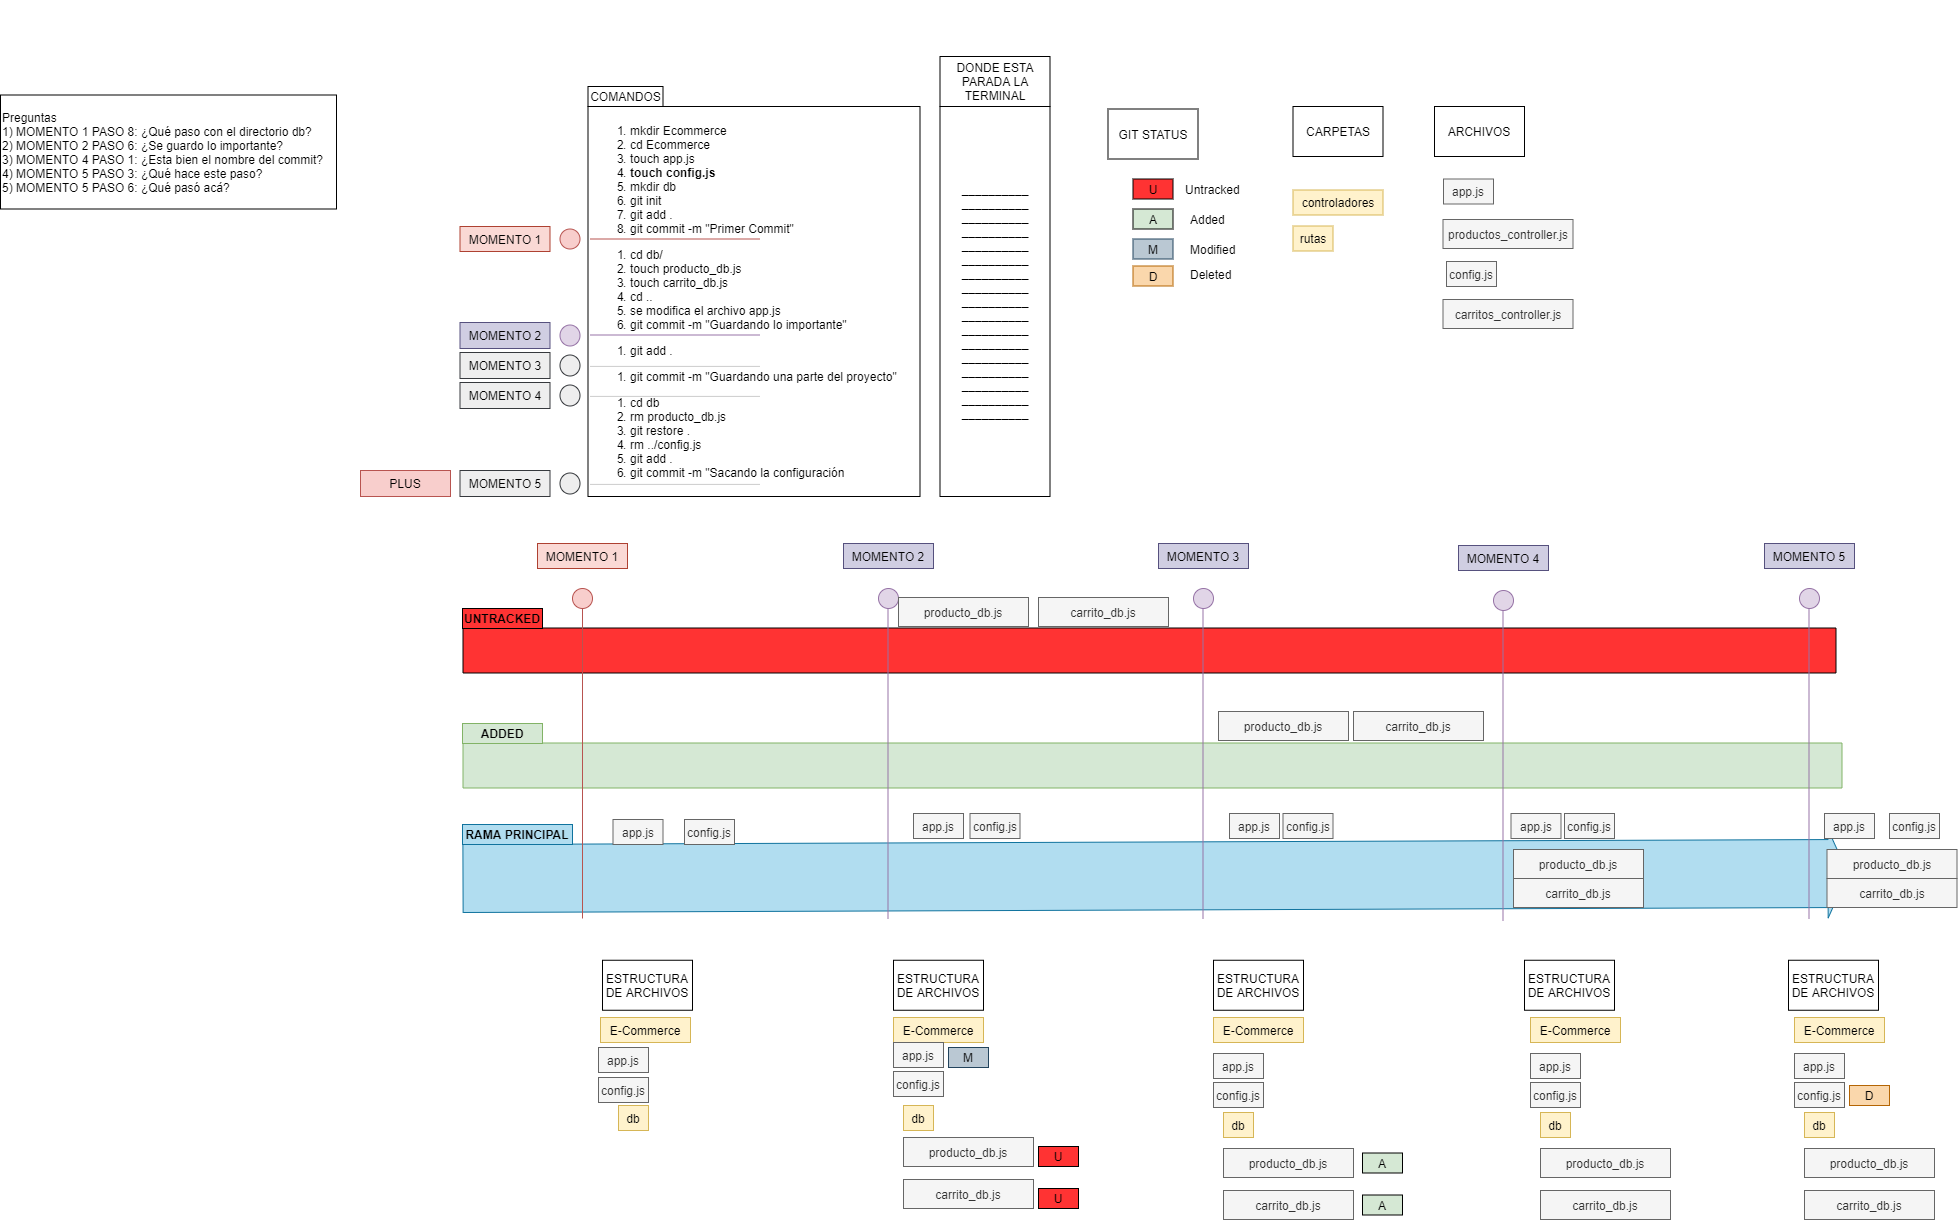 Preguntas
1) MOMENTO 1 PASO 8: ¿Qué paso con el directorio db?
2) MOMENTO 2 PASO 6: ¿Se guardo lo importante?
3) MOMENTO 4 PASO 1: ¿Esta bien el nombre del commit?
4) MOMENTO 5 PASO 3: ¿Qué hace este paso?
5) MOMENTO 5 PASO 6: ¿Qué pasó acá?
COMANDOS
1. mkdir Ecommerce
2. cd Ecommerce
3. touch app.js
4. touch config.js
5. mkdir db
6. git init
7. git add .
8. git commit -m "Primer Commit"
MOMENTO 1
1. cd db/
2. touch producto_db.js
3. touch carrito_db.js
4. cd ..
5. se modifica el archivo app.js
6. git commit -m "Guardando lo importante"
MOMENTO 2
1. git add .
MOMENTO 3
1. git commit -m "Guardando una parte del proyecto"
MOMENTO 4
1. cd db
2. rm producto_db.js
3. git restore .
4. rm ../config.js
5. git add .
6. git commit -m "Sacando la configuración
PLUS
MOMENTO 5
DONDE ESTA
PARADA LA
TERMINAL
GIT STATUS
U Untracked
A Added
M Modified
D Deleted
CARPETAS
controladores
rutas
ARCHIVOS
app.js
productos_controller.js
config.js
carritos_controller.js
MOMENTO 1
MOMENTO 2
MOMENTO 3
MOMENTO 4
MOMENTO 5
UNTRACKED
producto_db.js
carrito_db.js
ADDED
producto_db.js
carrito_db.js
RAMA PRINCIPAL
app.js
config.js
app.js
config.js
app.js
config.js
app.js
config.js
producto_db.js
carrito_db.js
app.js
config.js
producto_db.js
carrito_db.js
ESTRUCTURA
DE ARCHIVOS
E-Commerce
app.js
config.js
db
ESTRUCTURA
DE ARCHIVOS
E-Commerce
app.js M
config.js
db
producto_db.js U
carrito_db.js U
ESTRUCTURA
DE ARCHIVOS
E-Commerce
app.js
config.js
db
producto_db.js A
carrito_db.js A
ESTRUCTURA
DE ARCHIVOS
E-Commerce
app.js
config.js
db
producto_db.js
carrito_db.js
ESTRUCTURA
DE ARCHIVOS
E-Commerce
app.js
config.js D
db
producto_db.js
carrito_db.js